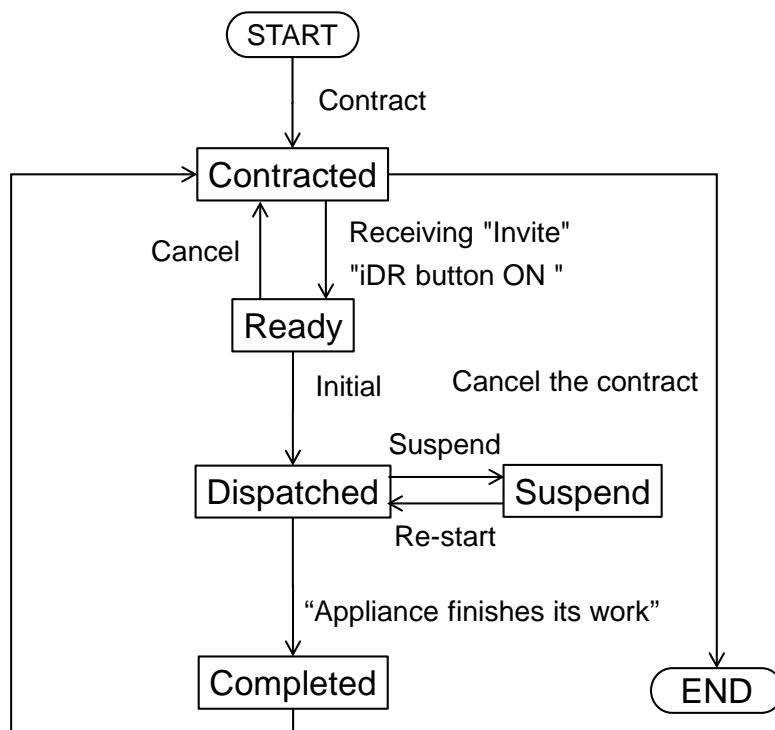 START
Contract
Contracted
Cancel
Receiving "Invite"
"iDR button ON "
Ready
Initial
Cancel the contract
Suspend
Dispatched
Suspend
Re-start
“Appliance finishes its work”
Completed
END